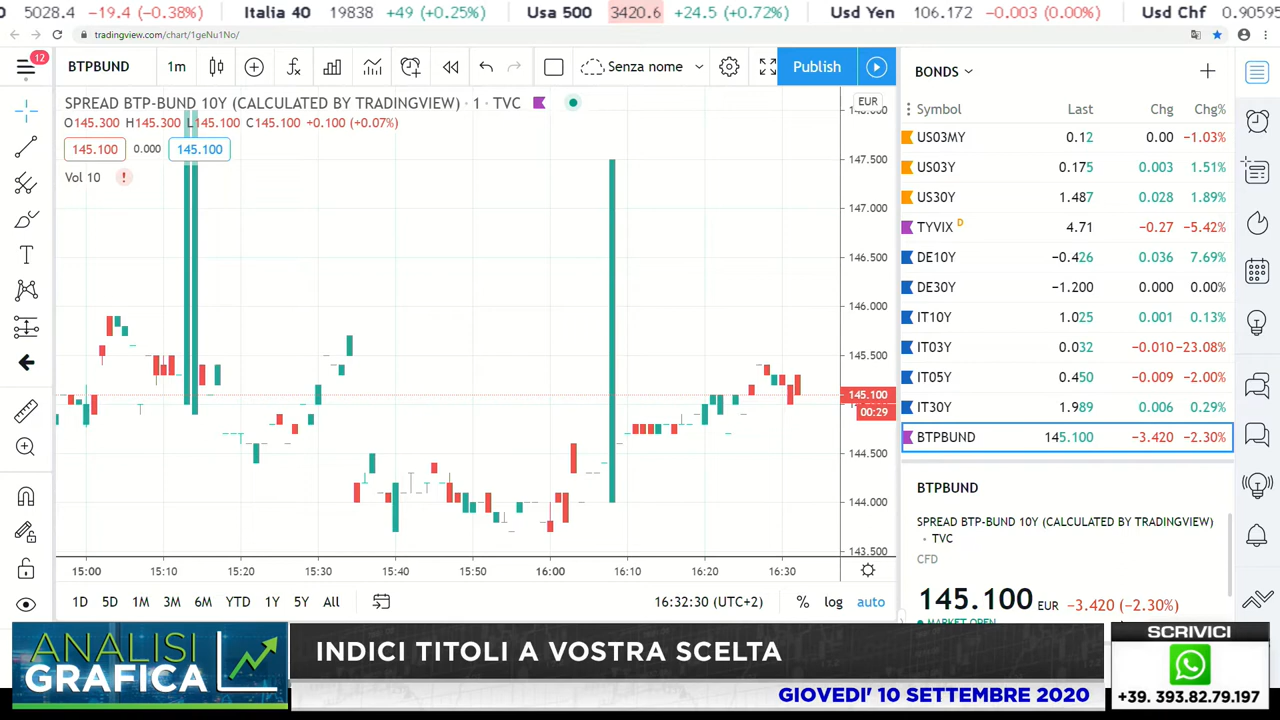 5028.4 −19.4 (−0.38%) Italia 40 19838 +49 (+0.25%) Usa 500 3420.6 +24.5 (+0.72%) Usd Yen 106.172 −0.003 (0.00%) Usd Chf 0.90595
tradingview.com/chart/1geNu1No/
12
BTPBUND 1m Senza nome Publish
SPREAD BTP-BUND 10Y (CALCULATED BY TRADINGVIEW) · 1 · TVC
O145.300 H145.300 L145.100 C145.100 +0.100 (+0.07%)
145.100 0.000 145.100
Vol 10 !
EUR
147.500
147.000
146.500
146.000
145.500
145.100
00:29
144.500
144.000
143.500
15:00 15:10 15:20 15:30 15:40 15:50 16:00 16:10 16:20 16:30
1D 5D 1M 3M 6M YTD 1Y 5Y All 16:32:30 (UTC+2) % log auto
BONDS
Symbol Last Chg Chg%
US03MY 0.12 0.00 −1.03%
US03Y 0.175 0.003 1.51%
US30Y 1.487 0.028 1.89%
TYVIX D 4.71 −0.27 −5.42%
DE10Y −0.426 0.036 7.69%
DE30Y −1.200 0.000 0.00%
IT10Y 1.025 0.001 0.13%
IT03Y 0.032 −0.010 −23.08%
IT05Y 0.450 −0.009 −2.00%
IT30Y 1.989 0.006 0.29%
BTPBUND 145.100 −3.420 −2.30%
BTPBUND
SPREAD BTP-BUND 10Y (CALCULATED BY TRADINGVIEW)
• TVC
CFD
145.100 EUR −3.420 (−2.30%)
MARKET OPEN
ANALISI
GRAFICA
INDICI TITOLI A VOSTRA SCELTA
GIOVEDI' 10 SETTEMBRE 2020
SCRIVICI
+39. 393.82.79.197